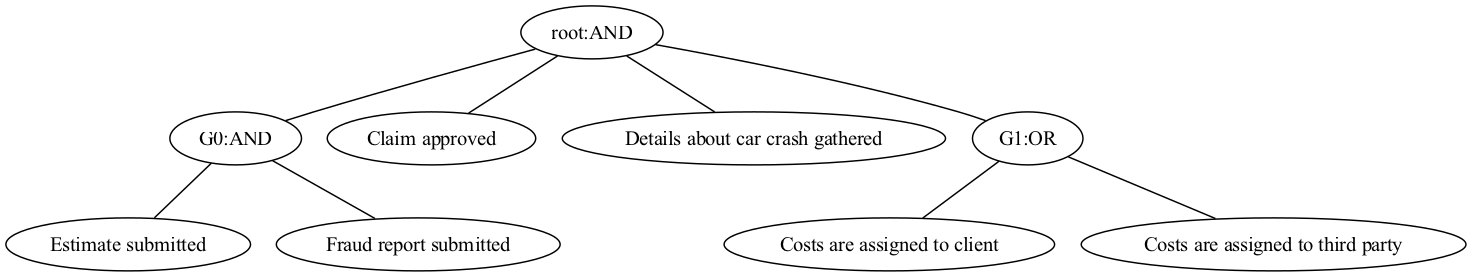 root:AND
G0:AND
Claim approved
Details about car crash gathered
G1:OR
Estimate submitted
Fraud report submitted
Costs are assigned to client
Costs are assigned to third party